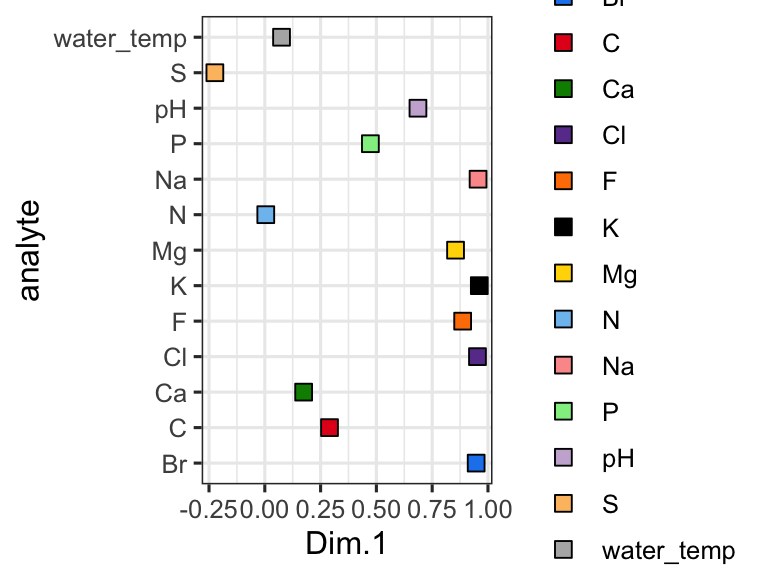 water_temp
S
pH
P
Na
N
Mg
K
F
Cl
Ca
C
Br
analyte
-0.25 0.00 0.25 0.50 0.75 1.00
Dim.1
Br
C
Ca
Cl
F
K
Mg
N
Na
P
pH
S
water_temp